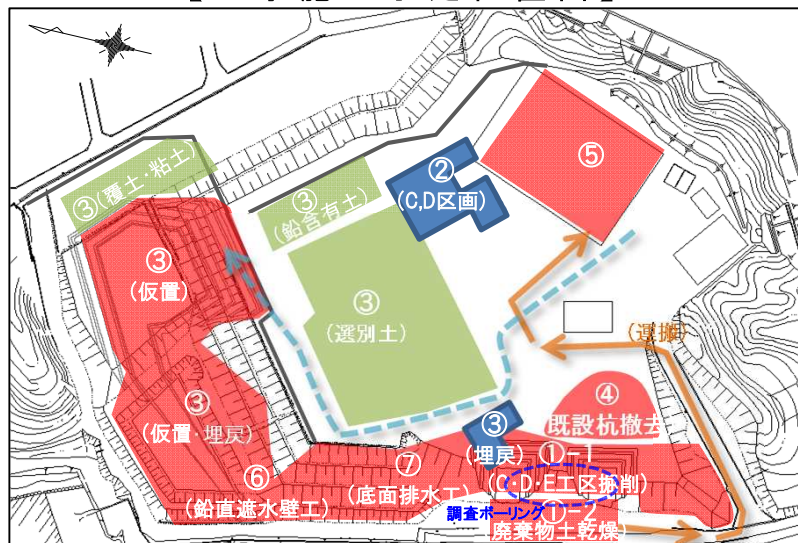 ③(覆土・粘土)
③
(鉛含有土)
②
(C,D区画)
⑤
③
(仮置)
③
(選別土)
(運搬)
③
(仮置・埋戻)
④
既設杭撤去
③
(埋戻)
⑥
(鉛直遮水壁工)
⑦
(底面排水工)
①-1
(C・D・E工区掘削)
調査ボーリング
①-2
廃棄物土乾燥